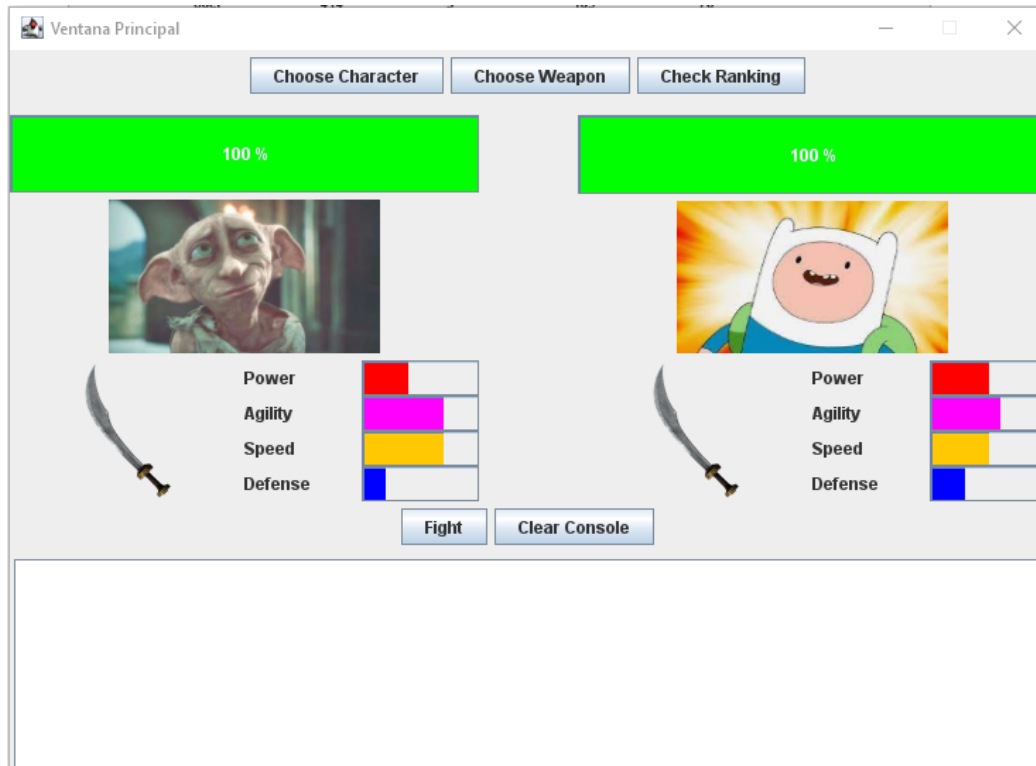 Ventana Principal
Choose Character Choose Weapon Check Ranking
100 % 100 %
Power Power
Agility Agility
Speed Speed
Defense Defense
Fight Clear Console